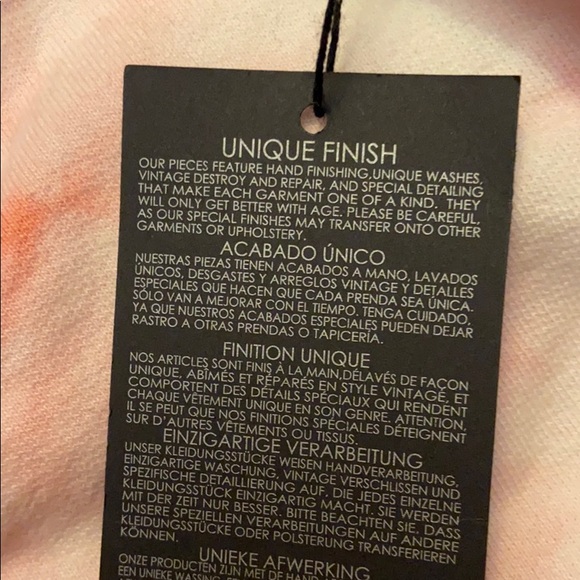 UNIQUE FINISH
OUR PIECES FEATURE HAND FINISHING,UNIQUE WASHES,
VINTAGE DESTROY AND REPAIR, AND SPECIAL DETAILING
THAT MAKE EACH GARMENT ONE OF A KIND. THEY
WILL ONLY GET BETTER WITH AGE. PLEASE BE CAREFUL,
AS OUR SPECIAL FINISHES MAY TRANSFER ONTO OTHER
GARMENTS OR UPHOLSTERY.
ACABADO ÚNICO
NUESTRAS PIEZAS TIENEN ACABADOS A MANO, LAVADOS
ÚNICOS, DESGASTES Y ARREGLOS VINTAGE Y DETALLES
ESPECIALES QUE HACEN QUE CADA PRENDA SEA ÚNICA.
SÓLO VAN A MEJORAR CON EL TIEMPO. TENGA CUIDADO,
YA QUE NUESTROS ACABADOS ESPECIALES PUEDEN DEJAR
RASTRO A OTRAS PRENDAS O TAPICERÍA.
FINITION UNIQUE
NOS ARTICLES SONT FINIS À LA MAIN,DÉLAVÉS DE FAÇON
UNIQUE, ABÎMÉS ET RÉPARÉS EN STYLE VINTAGÉ, ET
COMPORTENT DES DÉTAILS SPÉCIAUX QUI RENDENT
CHAQUE VÊTEMENT UNIQUE EN SON GENRE. ATTENTION,
IL SE PEUT QUE NOS FINITIONS SPÉCIALES DÉTEIGNENT
SUR D'AUTRES VÊTEMENTS OU TISSUS.
EINZIGARTIGE VERARBEITUNG
UNSER KLEIDUNGSSTÜCKE WEISEN HANDVERARBEITUNG,
EINZIGARTIGE WASCHUNG, VINTAGE VERSCHLISSEN UND
SPEZIFISCHE DETAILLIERUNG AUF, DIE JEDES EINZELNE
KLEIDUNGSSTÜCK EINZIGARTIG MACHT. SIE WERDEN
MIT DER ZEIT NUR BESSER. BITTE BEACHTEN SIE, DASS
UNSERE SPEZIELLEN VERARBEITUNGEN AUF ANDERE
KLEIDUNGSSTÜCKE ODER POLSTERUNG TRANSFERIEREN
KÖNNEN.
UNIEKE AFWERKING
ONZE PRODUCTEN ZIJN MET DE HAND
EEN UNIEKE WASSING,